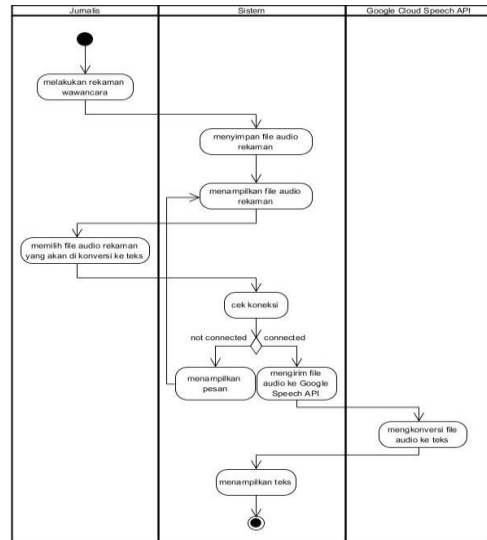 Jurnalis
Sistem
Google Cloud Speech API
melakukan rekaman
wawancara
menyimpan file audio
rekaman
menampilkan file audio
rekaman
memilih file audio rekaman
yang akan di konversi ke teks
cek koneksi
not connected
connected
menampilkan
pesan
mengirim file
audio ke Google
Speech API
mengkonversi file
audio ke teks
menampilkan teks